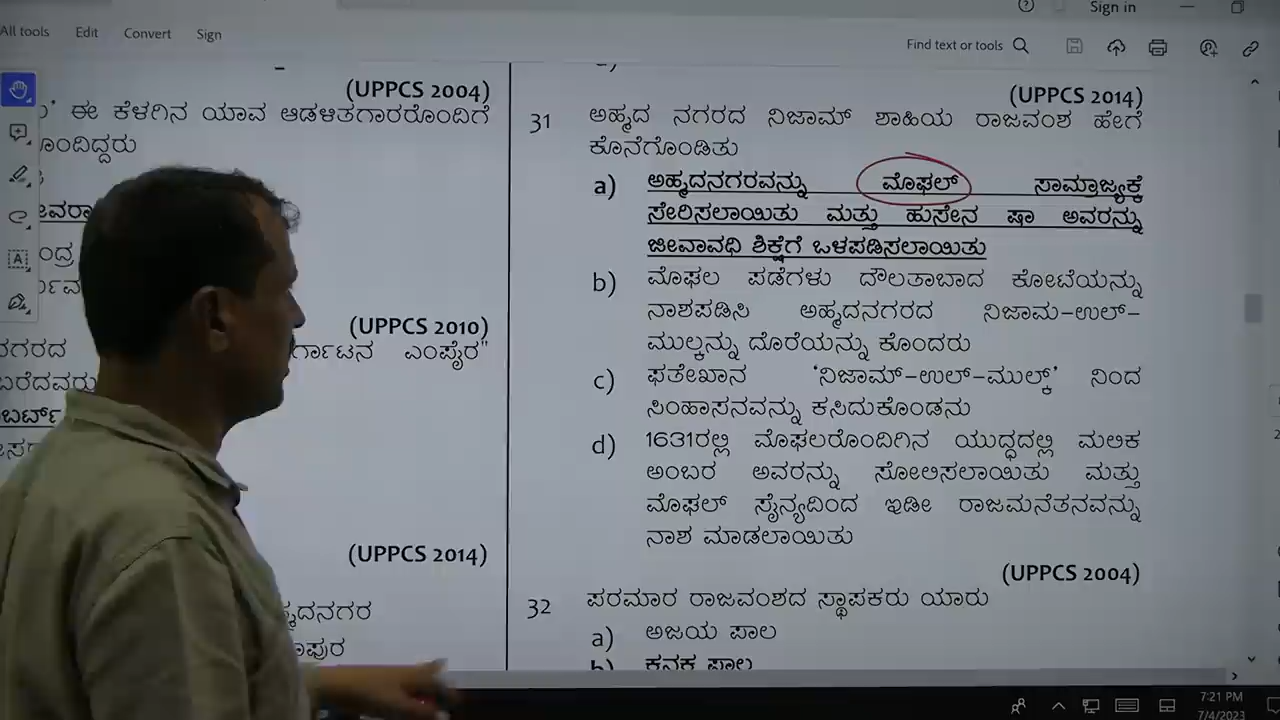 Sign in
All tools Edit Convert Sign
Find text or tools
(UPPCS 2004)
ಈ ಕೆಳಗಿನ ಯಾವ ಆಡಳಿತಗಾರರೊಂದಿಗೆ
(UPPCS 2010)
ಎಂಪೈರ"
(UPPCS 2014)
(UPPCS 2014)
31 ಅಹ್ಮದ ನಗರದ ನಿಜಾಮ್ ಶಾಹಿಯ ರಾಜವಂಶ ಹೇಗೆ
ಕೊನೆಗೊಂಡಿತು
a) ಅಹ್ಮದನಗರವನ್ನು ಮೊಘಲ್ ಸಾಮ್ರಾಜ್ಯಕ್ಕೆ
ಸೇರಿಸಲಾಯಿತು ಮತ್ತು ಹುಸೇನ ಷಾ ಅವರನ್ನು
ಜೀವಾವಧಿ ಶಿಕ್ಷೆಗೆ ಒಳಪಡಿಸಲಾಯಿತು
b) ಮೊಘಲ ಪಡೆಗಳು ದೌಲತಾಬಾದ ಕೋಟೆಯನ್ನು
ನಾಶಪಡಿಸಿ ಅಹ್ಮದನಗರದ ನಿಜಾಮ-ಉಲ್-
ಮುಲ್ಕನ್ನು ದೊರೆಯನ್ನು ಕೊಂದರು
c) ಫತೇಖಾನ 'ನಿಜಾಮ್-ಉಲ್-ಮುಲ್ಕ್' ನಿಂದ
ಸಿಂಹಾಸನವನ್ನು ಕಸಿದುಕೊಂಡನು
d) 1631ರಲ್ಲಿ ಮೊಘಲರೊಂದಿಗಿನ ಯುದ್ಧದಲ್ಲಿ ಮಲಿಕ
ಅಂಬರ ಅವರನ್ನು ಸೋಲಿಸಲಾಯಿತು ಮತ್ತು
ಮೊಘಲ್ ಸೈನ್ಯದಿಂದ ಇಡೀ ರಾಜಮನೆತನವನ್ನು
ನಾಶ ಮಾಡಲಾಯಿತು
(UPPCS 2004)
32 ಪರಮಾರ ರಾಜವಂಶದ ಸ್ಥಾಪಕರು ಯಾರು
a) ಅಜಯ ಪಾಲ
b) ಕನಕ ಪಾಲ
7:21 PM
7/4/2023